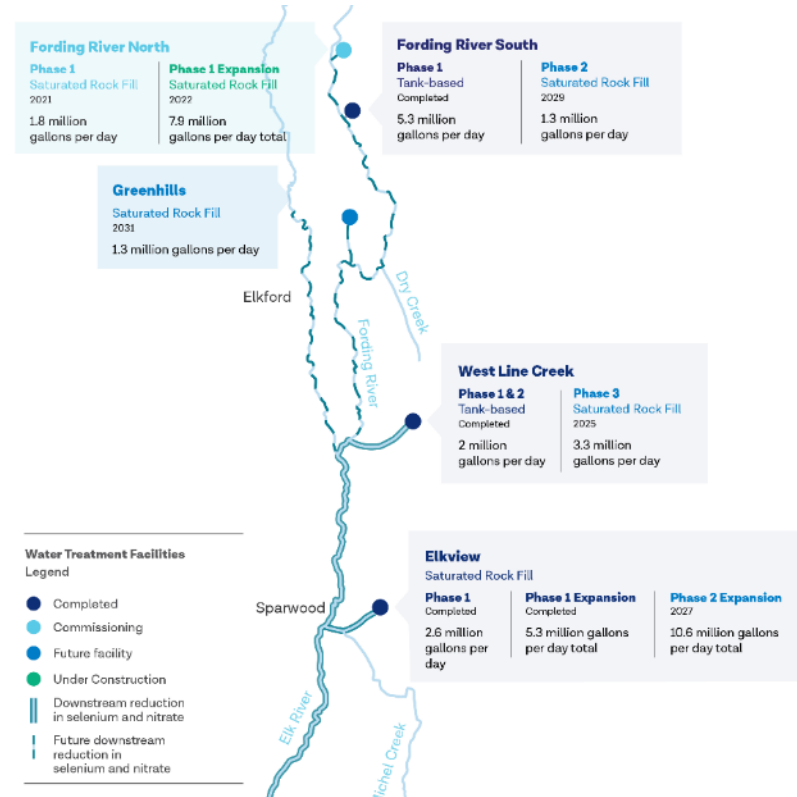 Fording River North
Phase 1
Saturated Rock Fill
2021
1.8 million
gallons per day
Phase 1 Expansion
Saturated Rock Fill
2022
7.9 million
gallons per day total
Fording River South
Phase 1
Tank-based
Completed
5.3 million
gallons per day
Phase 2
Saturated Rock Fill
2029
1.3 million
gallons per day
Greenhills
Saturated Rock Fill
2031
1.3 million gallons per day
Elkford
Dry Creek
Fording River
West Line Creek
Phase 1 & 2
Tank-based
Completed
2 million
gallons per day
Phase 3
Saturated Rock Fill
2025
3.3 million
gallons per day
Elkview
Saturated Rock Fill
Phase 1
Completed
2.6 million
gallons per
day
Phase 1 Expansion
Completed
5.3 million gallons
per day total
Phase 2 Expansion
2027
10.6 million gallons
per day total
Sparwood
Elk River
Michel Creek
Water Treatment Facilities
Legend
Completed
Commissioning
Future facility
Under Construction
Downstream reduction
in selenium and nitrate
Future downstream
reduction in
selenium and nitrate